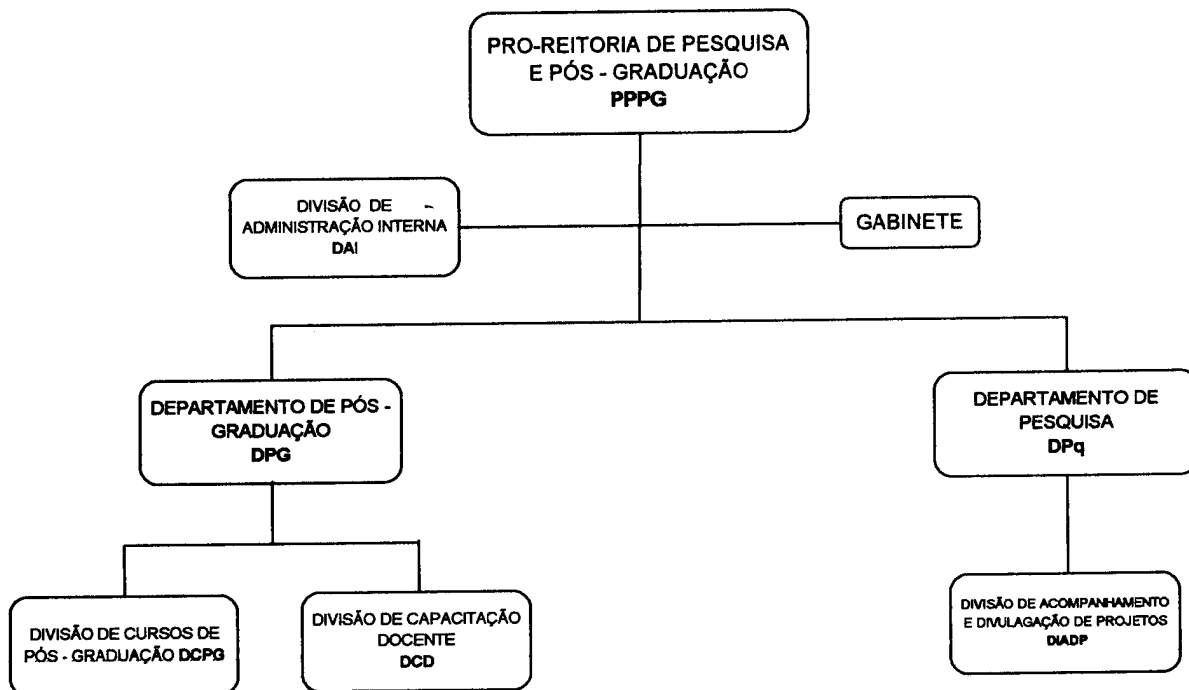 PRO-REITORIA DE PESQUISA
E PÓS - GRADUAÇÃO
PPPG
DIVISÃO DE
ADMINISTRAÇÃO INTERNA
DAI
GABINETE
DEPARTAMENTO DE PÓS -
GRADUAÇÃO
DPG
DEPARTAMENTO DE
PESQUISA
DPq
DIVISÃO DE CURSOS DE
PÓS - GRADUAÇÃO DCPG
DIVISÃO DE CAPACITAÇÃO
DOCENTE
DCD
DIVISÃO DE ACOMPANHAMENTO
E DIVULAGAÇÃO DE PROJETOS
DIADP